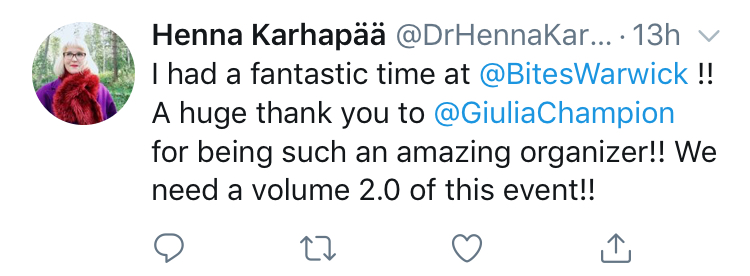 Henna Karhapää @DrHennaKar... · 13h
I had a fantastic time at @BitesWarwick !!
A huge thank you to @GiuliaChampion
for being such an amazing organizer!! We
need a volume 2.0 of this event!!